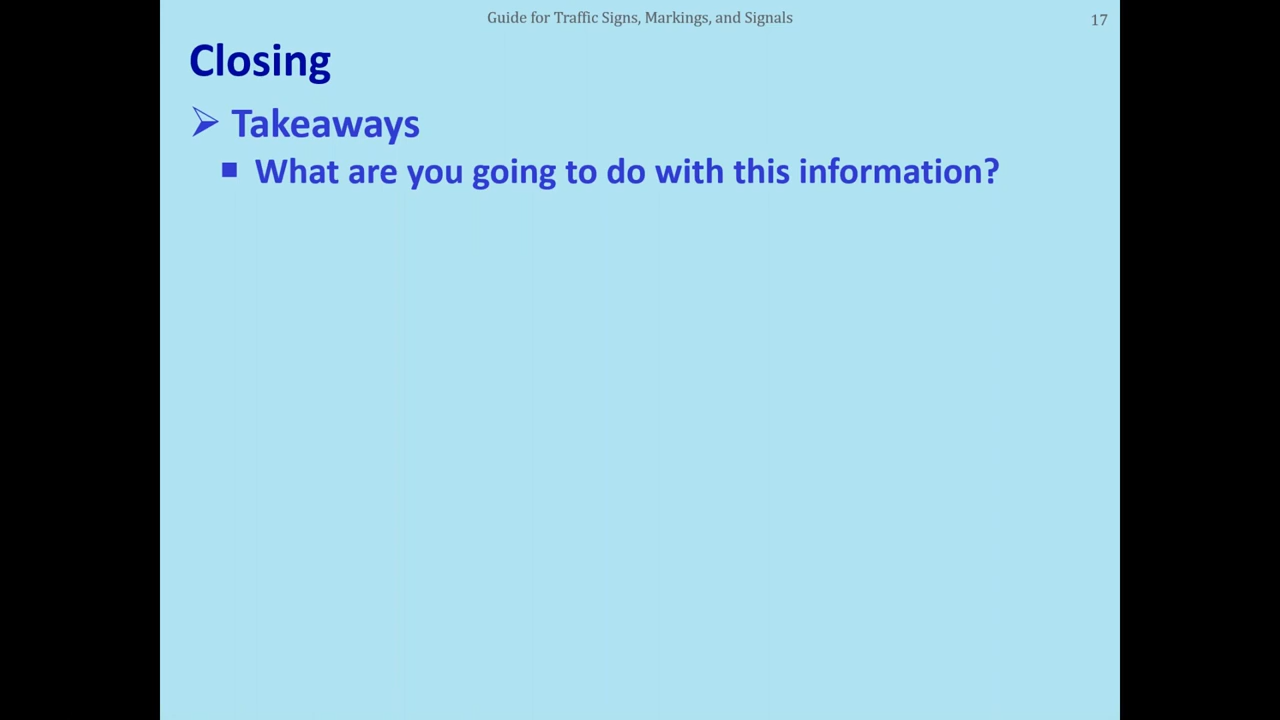 Guide for Traffic Signs, Markings, and Signals
17
Closing
Takeaways
What are you going to do with this information?